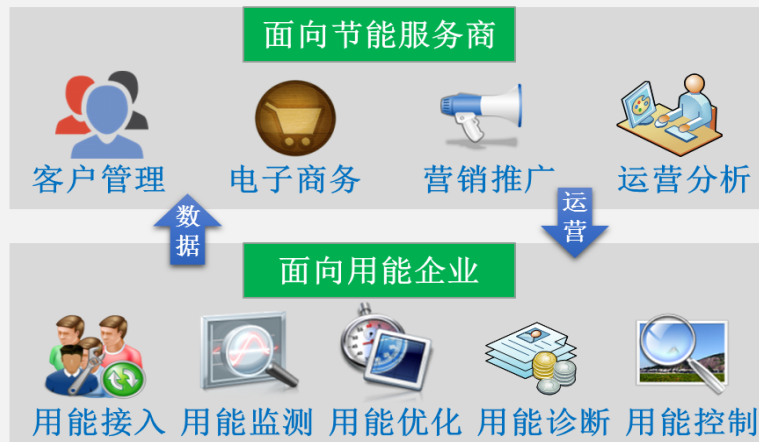 面向节能服务商
客户管理 电子商务 营销推广 运营分析
数据
运营
面向用能企业
用能接入 用能监测 用能优化 用能诊断 用能控制